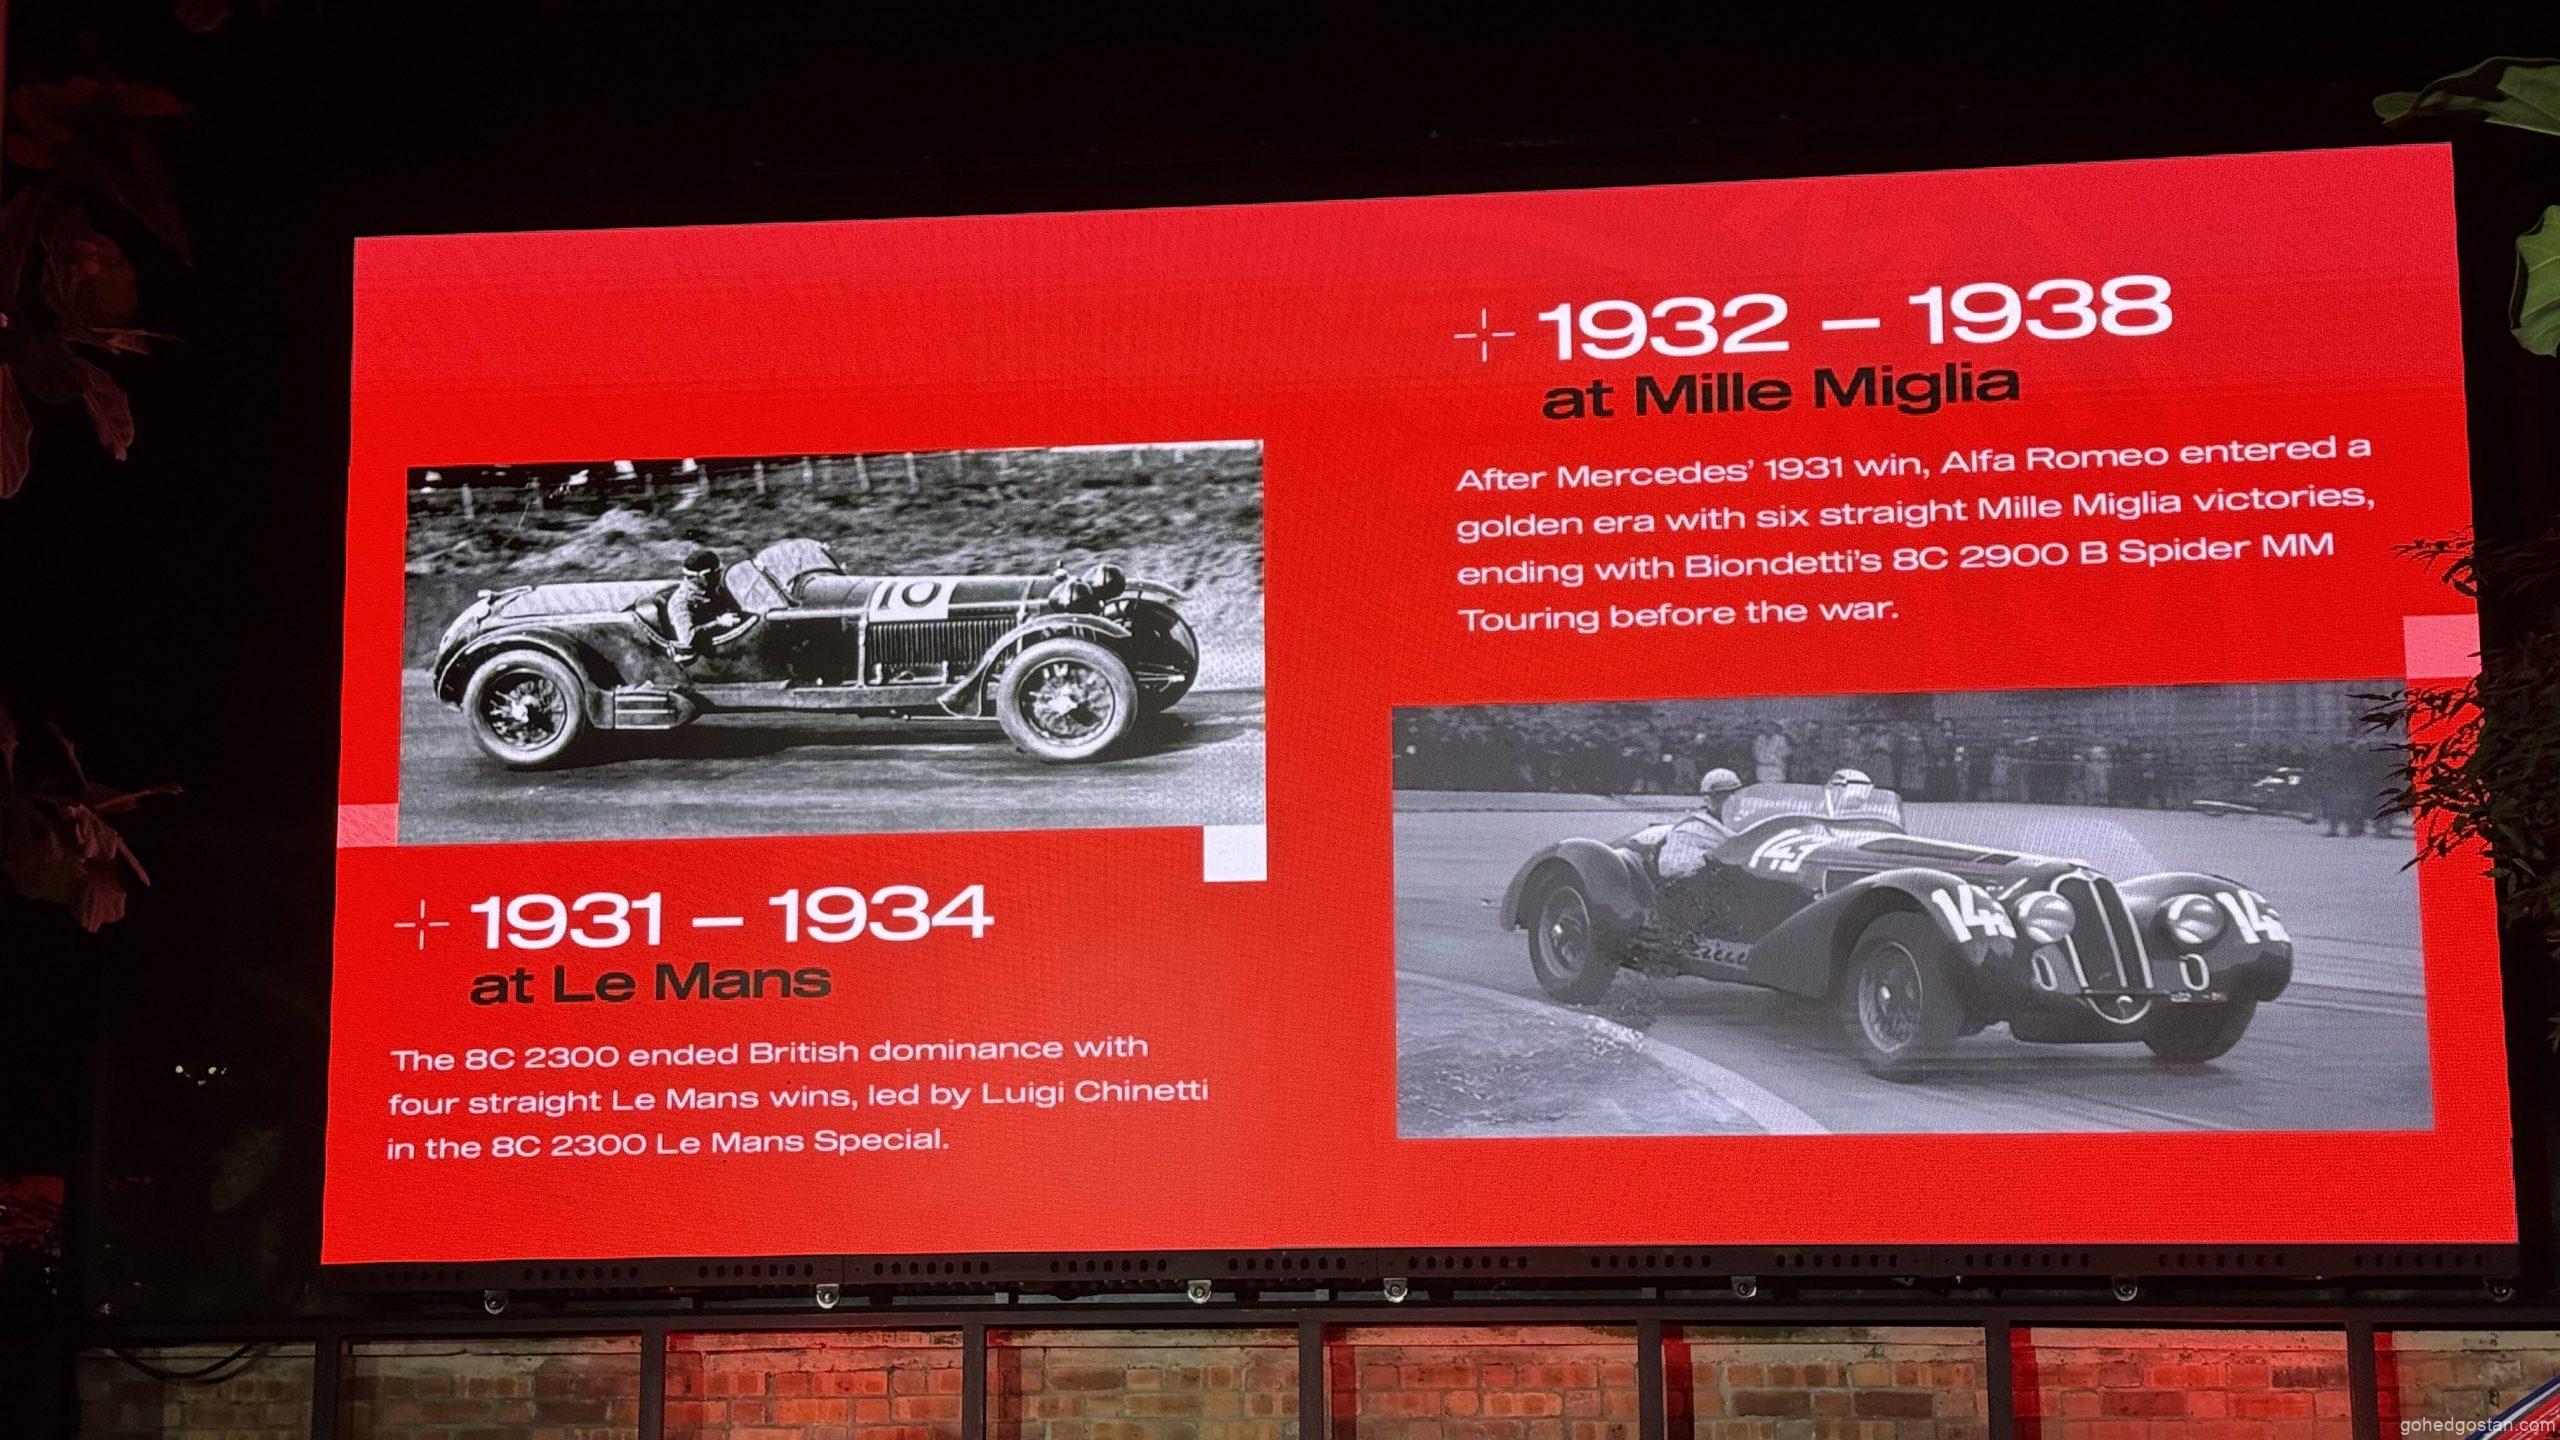 1932 – 1938
at Mille Miglia
After Mercedes' 1931 win, Alfa Romeo entered a
golden era with six straight Mille Miglia victories,
ending with Biondetti's 8C 2900 B Spider MM
Touring before the war.
10
143
1931 – 1934
at Le Mans
The 8C 2300 ended British dominance with
four straight Le Mans wins, led by Luigi Chinetti
in the 8C 2300 Le Mans Special.
gohedgostan.com